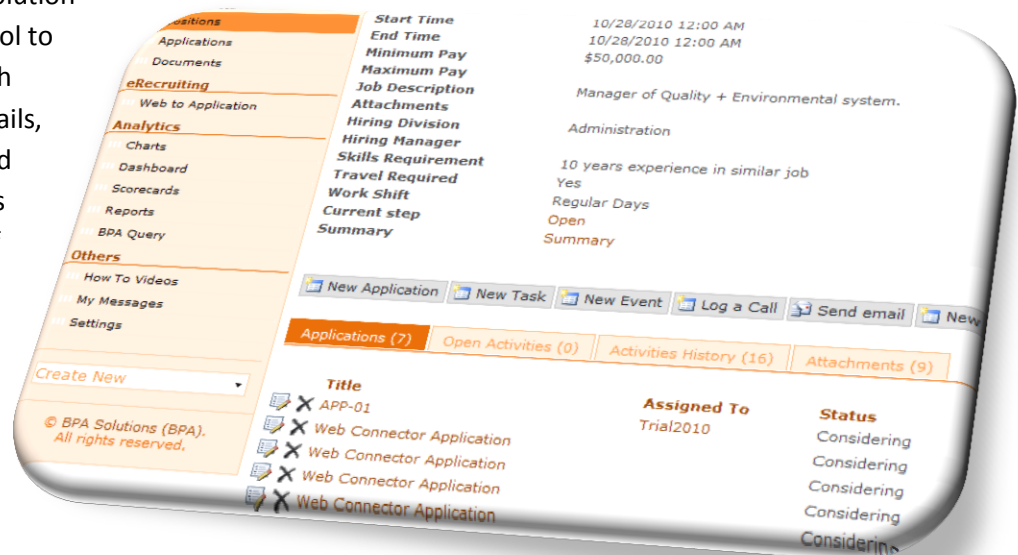 olution
ol to
h
ails,
d
s
ositions
Applications
Documents
eRecruiting
Web to Application
Analytics
Charts
Dashboard
Scorecards
Reports
BPA Query
Others
How To Videos
My Messages
Settings
Create New
© BPA Solutions (BPA).
All rights reserved.
Start Time 10/28/2010 12:00 AM
End Time 10/28/2010 12:00 AM
Minimum Pay $50,000.00
Maximum Pay
Job Description Manager of Quality + Environmental system.
Attachments
Hiring Division Administration
Hiring Manager
Skills Requirement 10 years experience in similar job
Travel Required Yes
Work Shift Regular Days
Current step Open
Summary Summary
New Application New Task New Event Log a Call Send email New
Applications (7) Open Activities (0) Activities History (16) Attachments (9)
Title Assigned To Status
APP-01 Trial2010 Considering
Web Connector Application Considering
Web Connector Application Considering
Web Connector Application Considering
Web Connector Application Considering